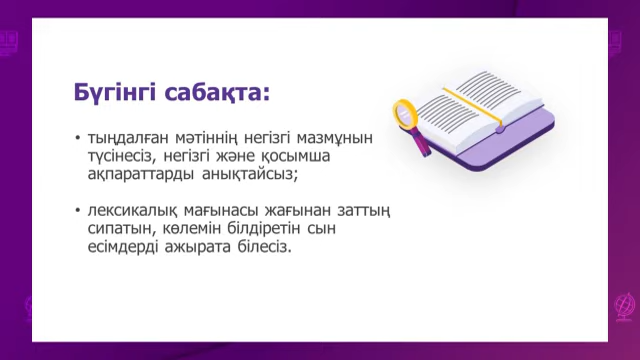 Бүгінгі сабақта:
• тыңдалған мәтіннің негізгі мазмұнын
түсінесіз, негізгі және қосымша
ақпараттарды анықтайсыз;
• лексикалық мағынасы жағынан заттың
сипатын, көлемін білдіретін сын
есімдерді ажырата білесіз.